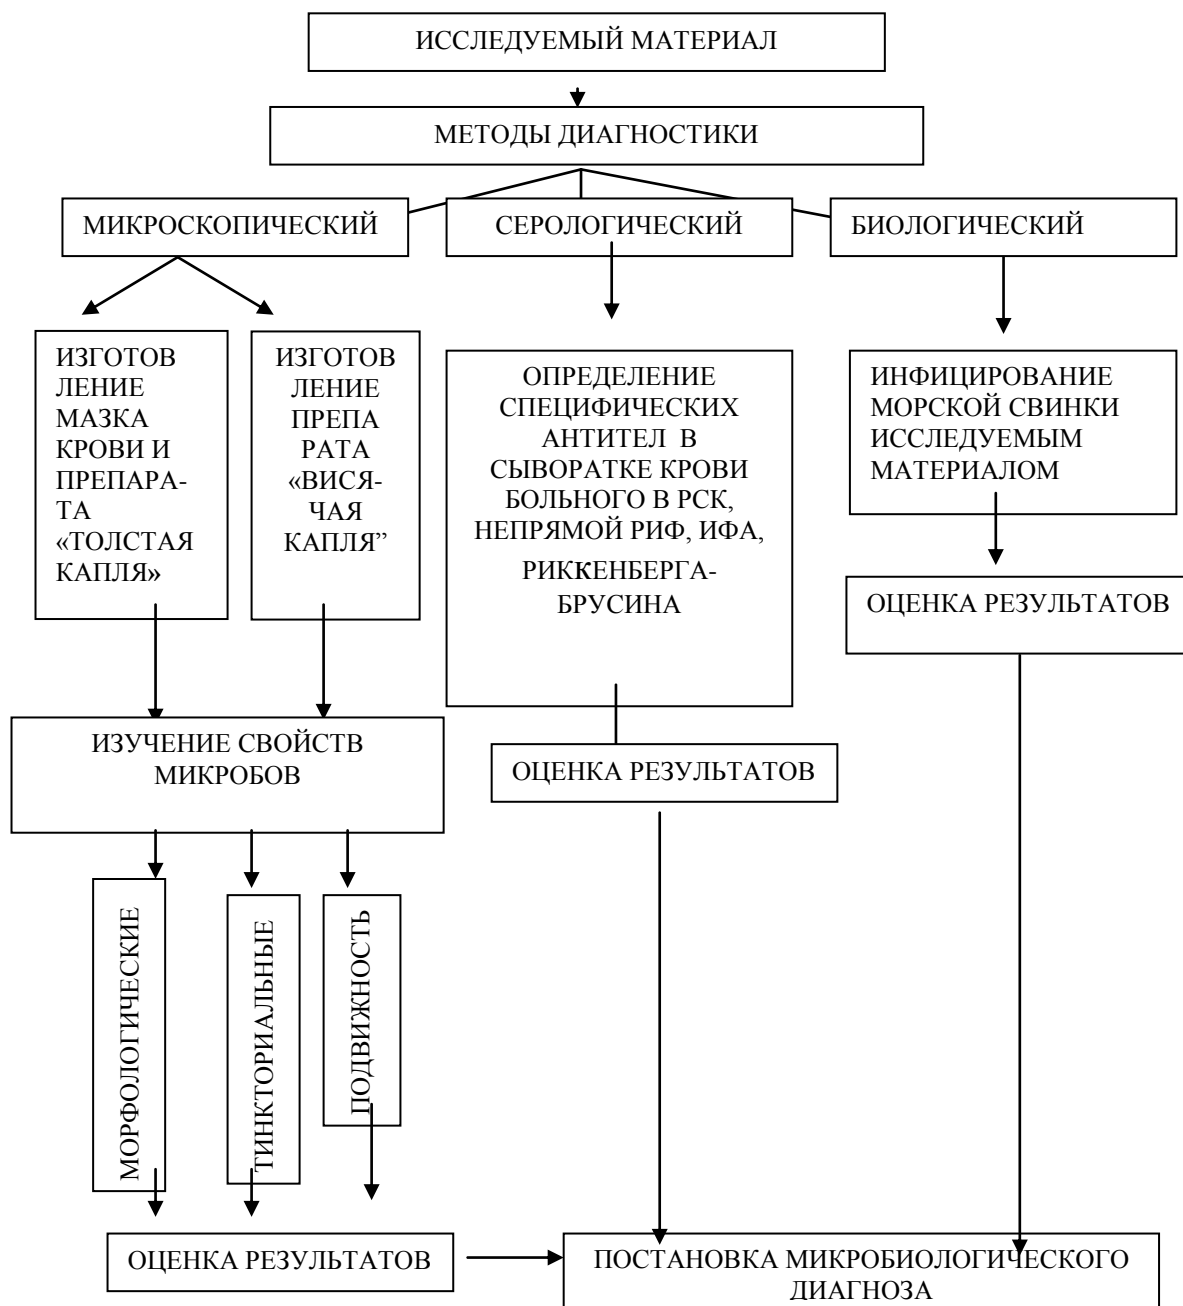 ИССЛЕДУЕМЫЙ МАТЕРИАЛ
МЕТОДЫ ДИАГНОСТИКИ
МИКРОСКОПИЧЕСКИЙ
СЕРОЛОГИЧЕСКИЙ
БИОЛОГИЧЕСКИЙ
ИЗГОТОВ
ЛЕНИЕ
МАЗКА
КРОВИ И
ПРЕПАРА-
ТА
«ТОЛСТАЯ
КАПЛЯ»
ИЗГОТОВ
ЛЕНИЕ
ПРЕПА
РАТА
«ВИСЯ-
ЧАЯ
КАПЛЯ”
ОПРЕДЕЛЕНИЕ
СПЕЦИФИЧЕСКИХ
АНТИТЕЛ В
СЫВОРАТКЕ КРОВИ
БОЛЬНОГО В РСК,
НЕПРЯМОЙ РИФ, ИФА,
РИККЕНБЕРГА-
БРУСИНА
ИНФИЦИРОВАНИЕ
МОРСКОЙ СВИНКИ
ИССЛЕДУЕМЫМ
МАТЕРИАЛОМ
ОЦЕНКА РЕЗУЛЬТАТОВ
ИЗУЧЕНИЕ СВОЙСТВ
МИКРОБОВ
ОЦЕНКА РЕЗУЛЬТАТОВ
МОРФОЛОГИЧЕСКИЕ
ТИНКТОРИАЛЬНЫЕ
ПОДВИЖНОСТЬ
ОЦЕНКА РЕЗУЛЬТАТОВ
ПОСТАНОВКА МИКРОБИОЛОГИЧЕСКОГО
ДИАГНОЗА